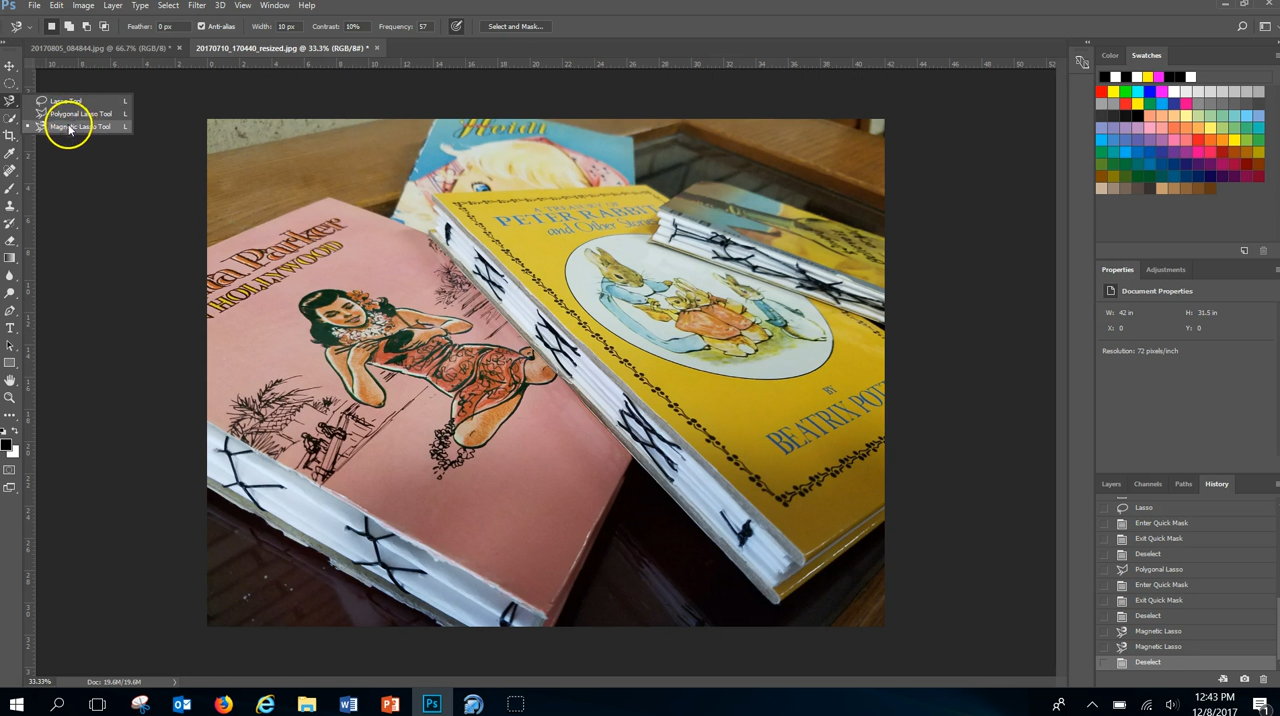 Ps File Edit Image Layer Type Select Filter 3D View Window Help
Feather: 0 px Anti-alias Width: 10 px Contrast: 10% Frequency: 57 Select and Mask...
20170805_084844.jpg @ 66.7% (RGB/8) * × 20170710_170440_resized.jpg @ 33.3% (RGB/8#) * ×
Lasso Tool L
Polygonal Lasso Tool L
Magnetic Lasso Tool L
Heidi
A TREASURY OF
PETER RABBIT
and Other Stories
BY
BEATRIX
Parker
HOLLYWOOD
Color Swatches
Properties Adjustments
Document Properties
W: 42 in H: 31.5 in
X: 0 Y: 0
Resolution: 72 pixels/inch
Layers Channels Paths History
Lasso
Enter Quick Mask
Exit Quick Mask
Deselect
Polygonal Lasso
Enter Quick Mask
Exit Quick Mask
Deselect
Magnetic Lasso
Magnetic Lasso
Deselect
33.33% Doc: 19.6M/19.6M
12:43 PM
12/8/2017